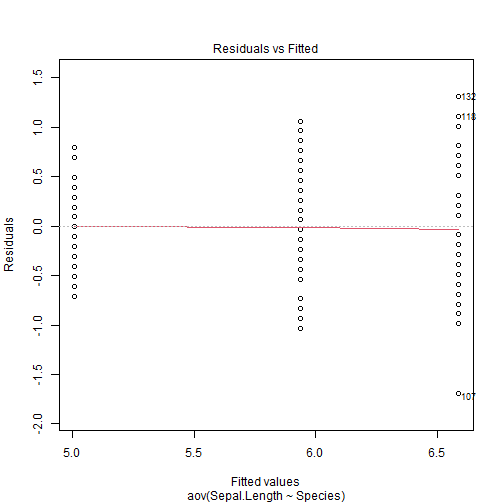 Residuals vs Fitted
1.5
1.0
0.5
0.0
-0.5
-1.0
-1.5
-2.0
Residuals
132
118
107
5.0 5.5 6.0 6.5
Fitted values
aov(Sepal.Length ~ Species)